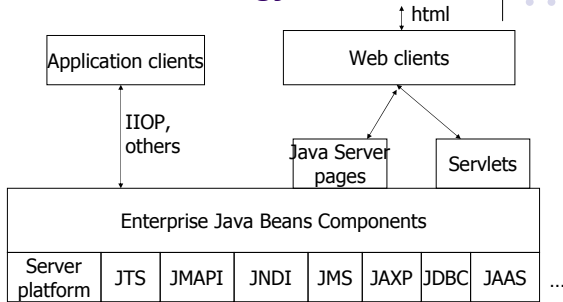 html
Application clients
Web clients
IIOP,
others
Java Server
pages
Servlets
Enterprise Java Beans Components
Server
platform
JTS
JMAPI
JNDI
JMS
JAXP
JDBC
JAAS
...